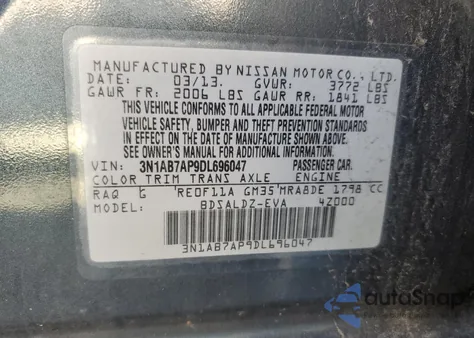 MANUFACTURED BY NISSAN MOTOR CO., LTD.
DATE: 03/13. GVWR: 3772 LBS
GAWR FR: 2006 LBS GAWR RR: 1841 LBS
THIS VEHICLE CONFORMS TO ALL APPLICABLE FEDERAL MOTOR
VEHICLE SAFETY, BUMPER AND THEFT PREVENTION STANDARDS
IN EFFECT ON THE DATE OF MANUFACTURE SHOWN ABOVE.
SEE OWNER'S MANUAL FOR ADDITIONAL INFORMATION
VIN: 3N1AB7AP9DL696047 PASSENGER CAR.
COLOR TRIM TRANS AXLE ENGINE
RAQ G RE0F11A GM35 MRA8DE 1798 CC
MODEL: BDSALDZ-EVA 4Z000
3N1AB7AP9DL696047
autoSnap